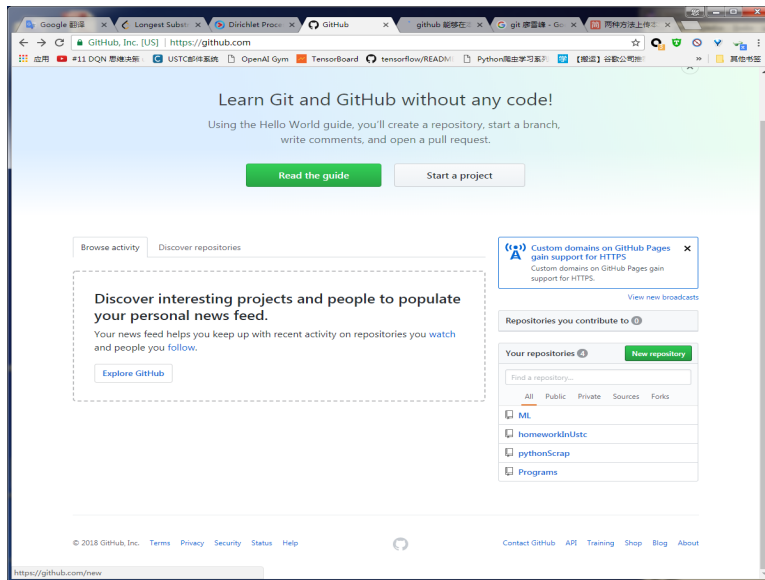 Google 翻译
Longest Substr
Dirichlet Proce
GitHub
github 能够在
git 廖雪峰 - Go
两种方法上传本
GitHub, Inc. [US] | https://github.com
应用
#11 DQN 思维决策
USTC邮件系统
OpenAI Gym
TensorBoard
tensorflow/READM
Python爬虫学习系列
【搬运】谷歌公司推
»
其他书签
Learn Git and GitHub without any code!
Using the Hello World guide, you'll create a repository, start a branch,
write comments, and open a pull request.
Read the guide
Start a project
Browse activity
Discover repositories
Discover interesting projects and people to populate
your personal news feed.
Your news feed helps you keep up with recent activity on repositories you watch
and people you follow.
Explore GitHub
Custom domains on GitHub Pages
gain support for HTTPS
Custom domains on GitHub Pages gain
support for HTTPS.
View new broadcasts
Repositories you contribute to 0
Your repositories 4
New repository
Find a repository...
All Public Private Sources Forks
ML
homeworkInUstc
pythonScrap
Programs
© 2018 GitHub, Inc. Terms Privacy Security Status Help
Contact GitHub API Training Shop Blog About
https://github.com/new